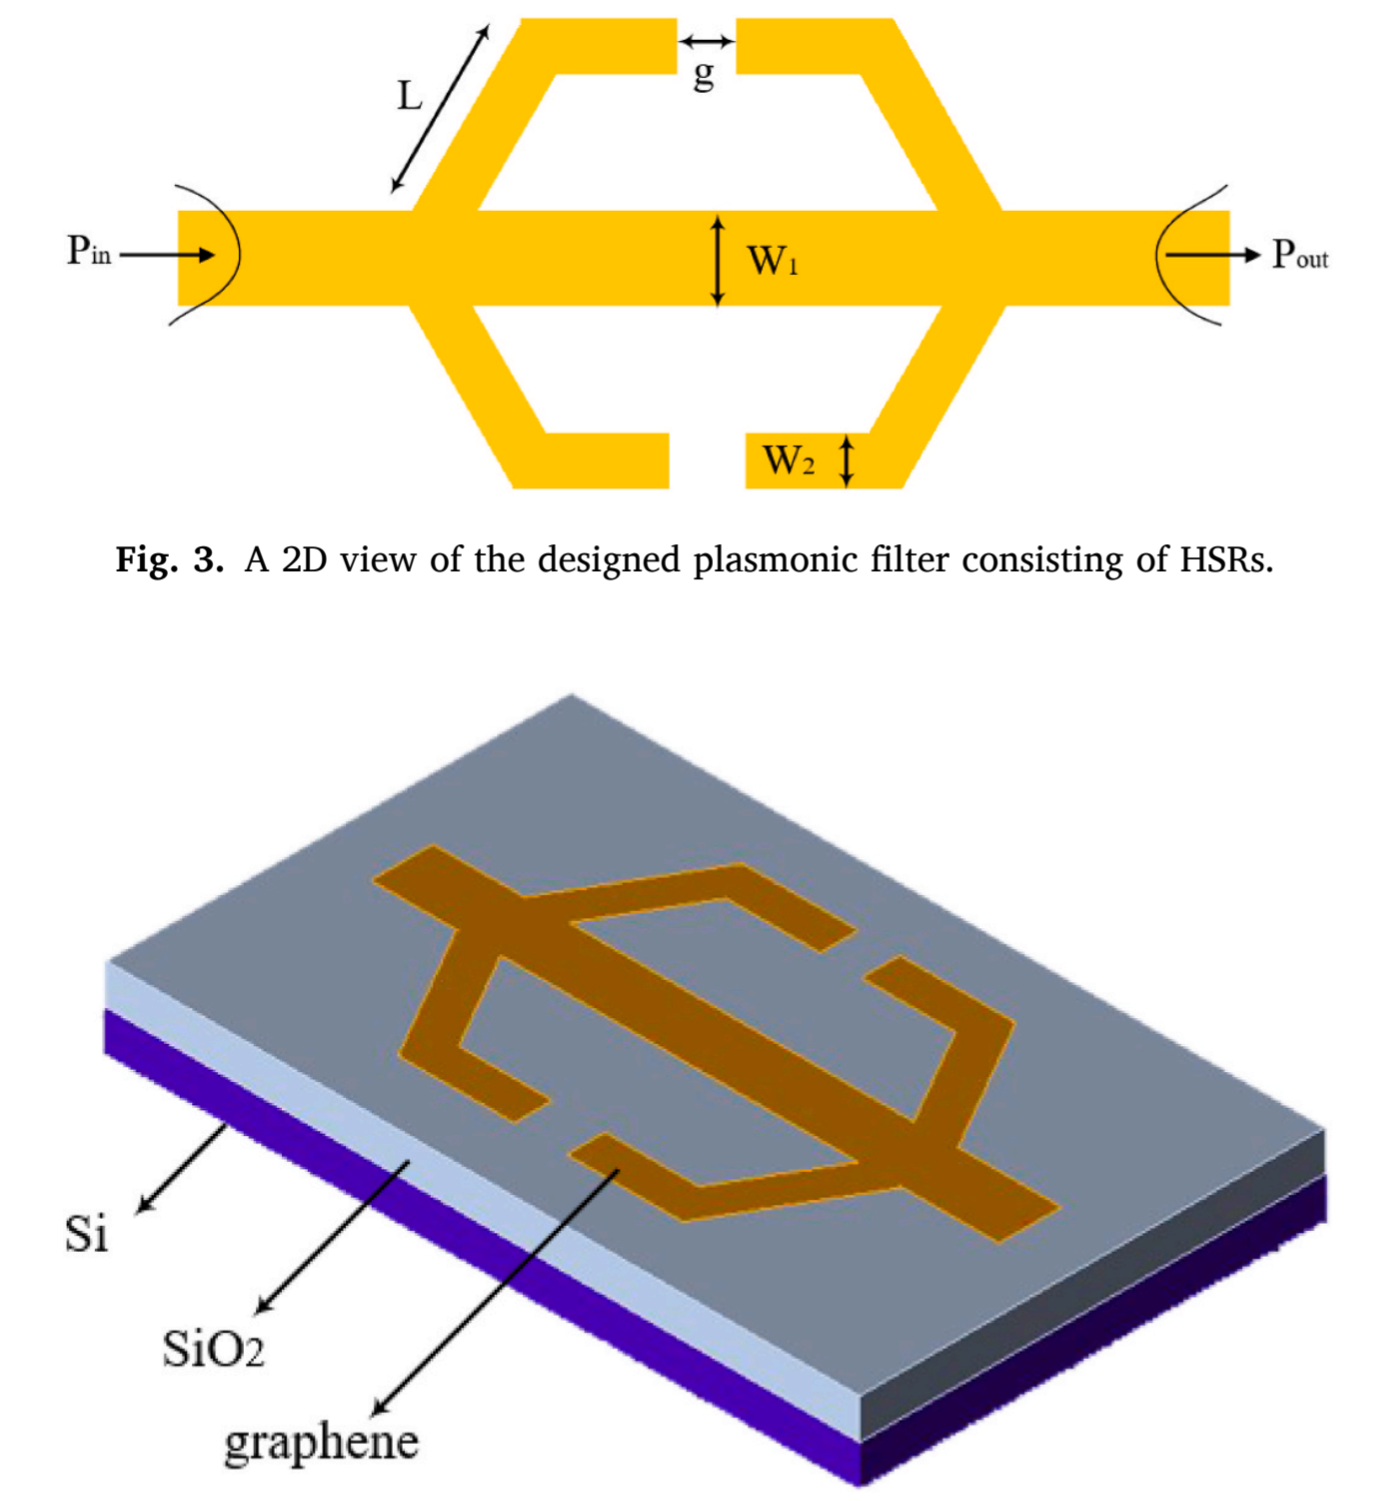 L
g
Pin
W1
Pout
W2
Fig. 3. A 2D view of the designed plasmonic filter consisting of HSRs.
Si
SiO2
graphene